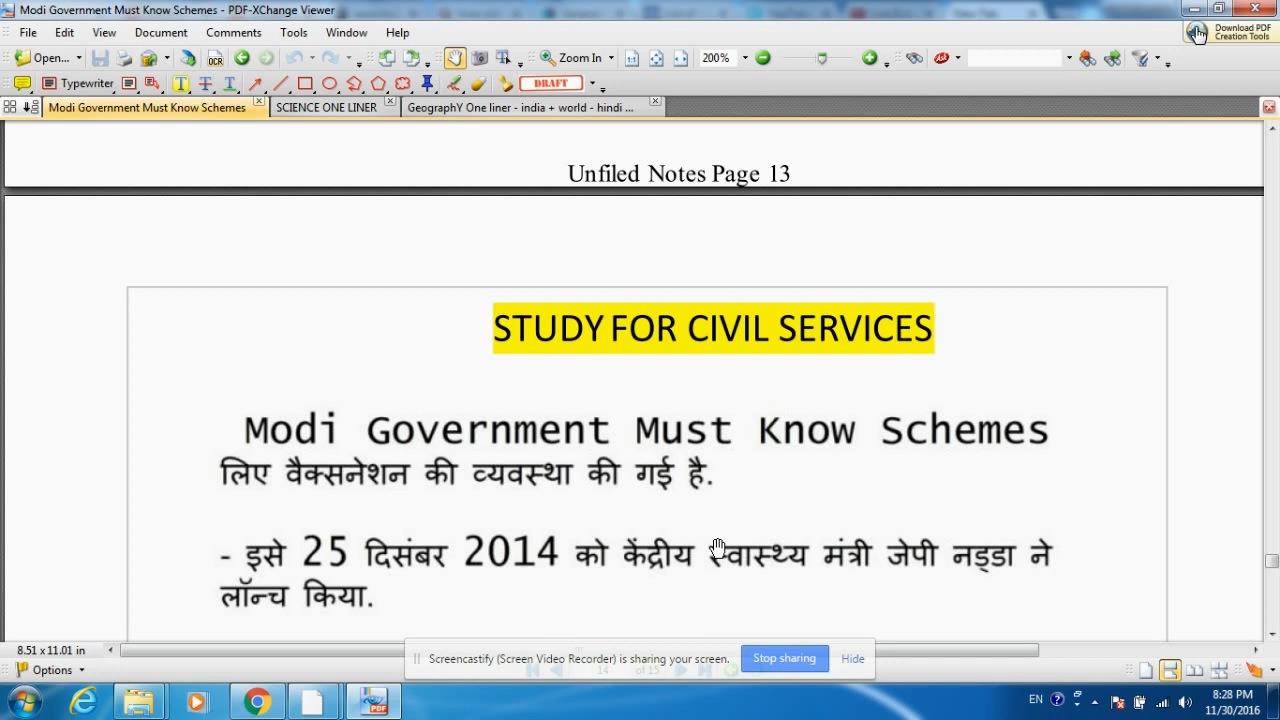 Modi Government Must Know Schemes - PDF-XChange Viewer
File Edit View Document Comments Tools Window Help
Download PDF
Creation Tools
Open... OCR Zoom In 200%
Typewriter DRAFT
Modi Government Must Know Schemes SCIENCE ONE LINER GeographY One liner - india + world - hindi ...
Unfiled Notes Page 13
STUDY FOR CIVIL SERVICES
Modi Government Must Know Schemes
लिए वैक्सनेशन की व्यवस्था की गई है.
- इसे 25 दिसंबर 2014 को केंद्रीय स्वास्थ्य मंत्री जेपी नड्डा ने
लॉन्च किया.
8.51 x 11.01 in
Screencastify (Screen Video Recorder) is sharing your screen. Stop sharing Hide
Options 14 of 15
EN 8:28 PM
11/30/2016